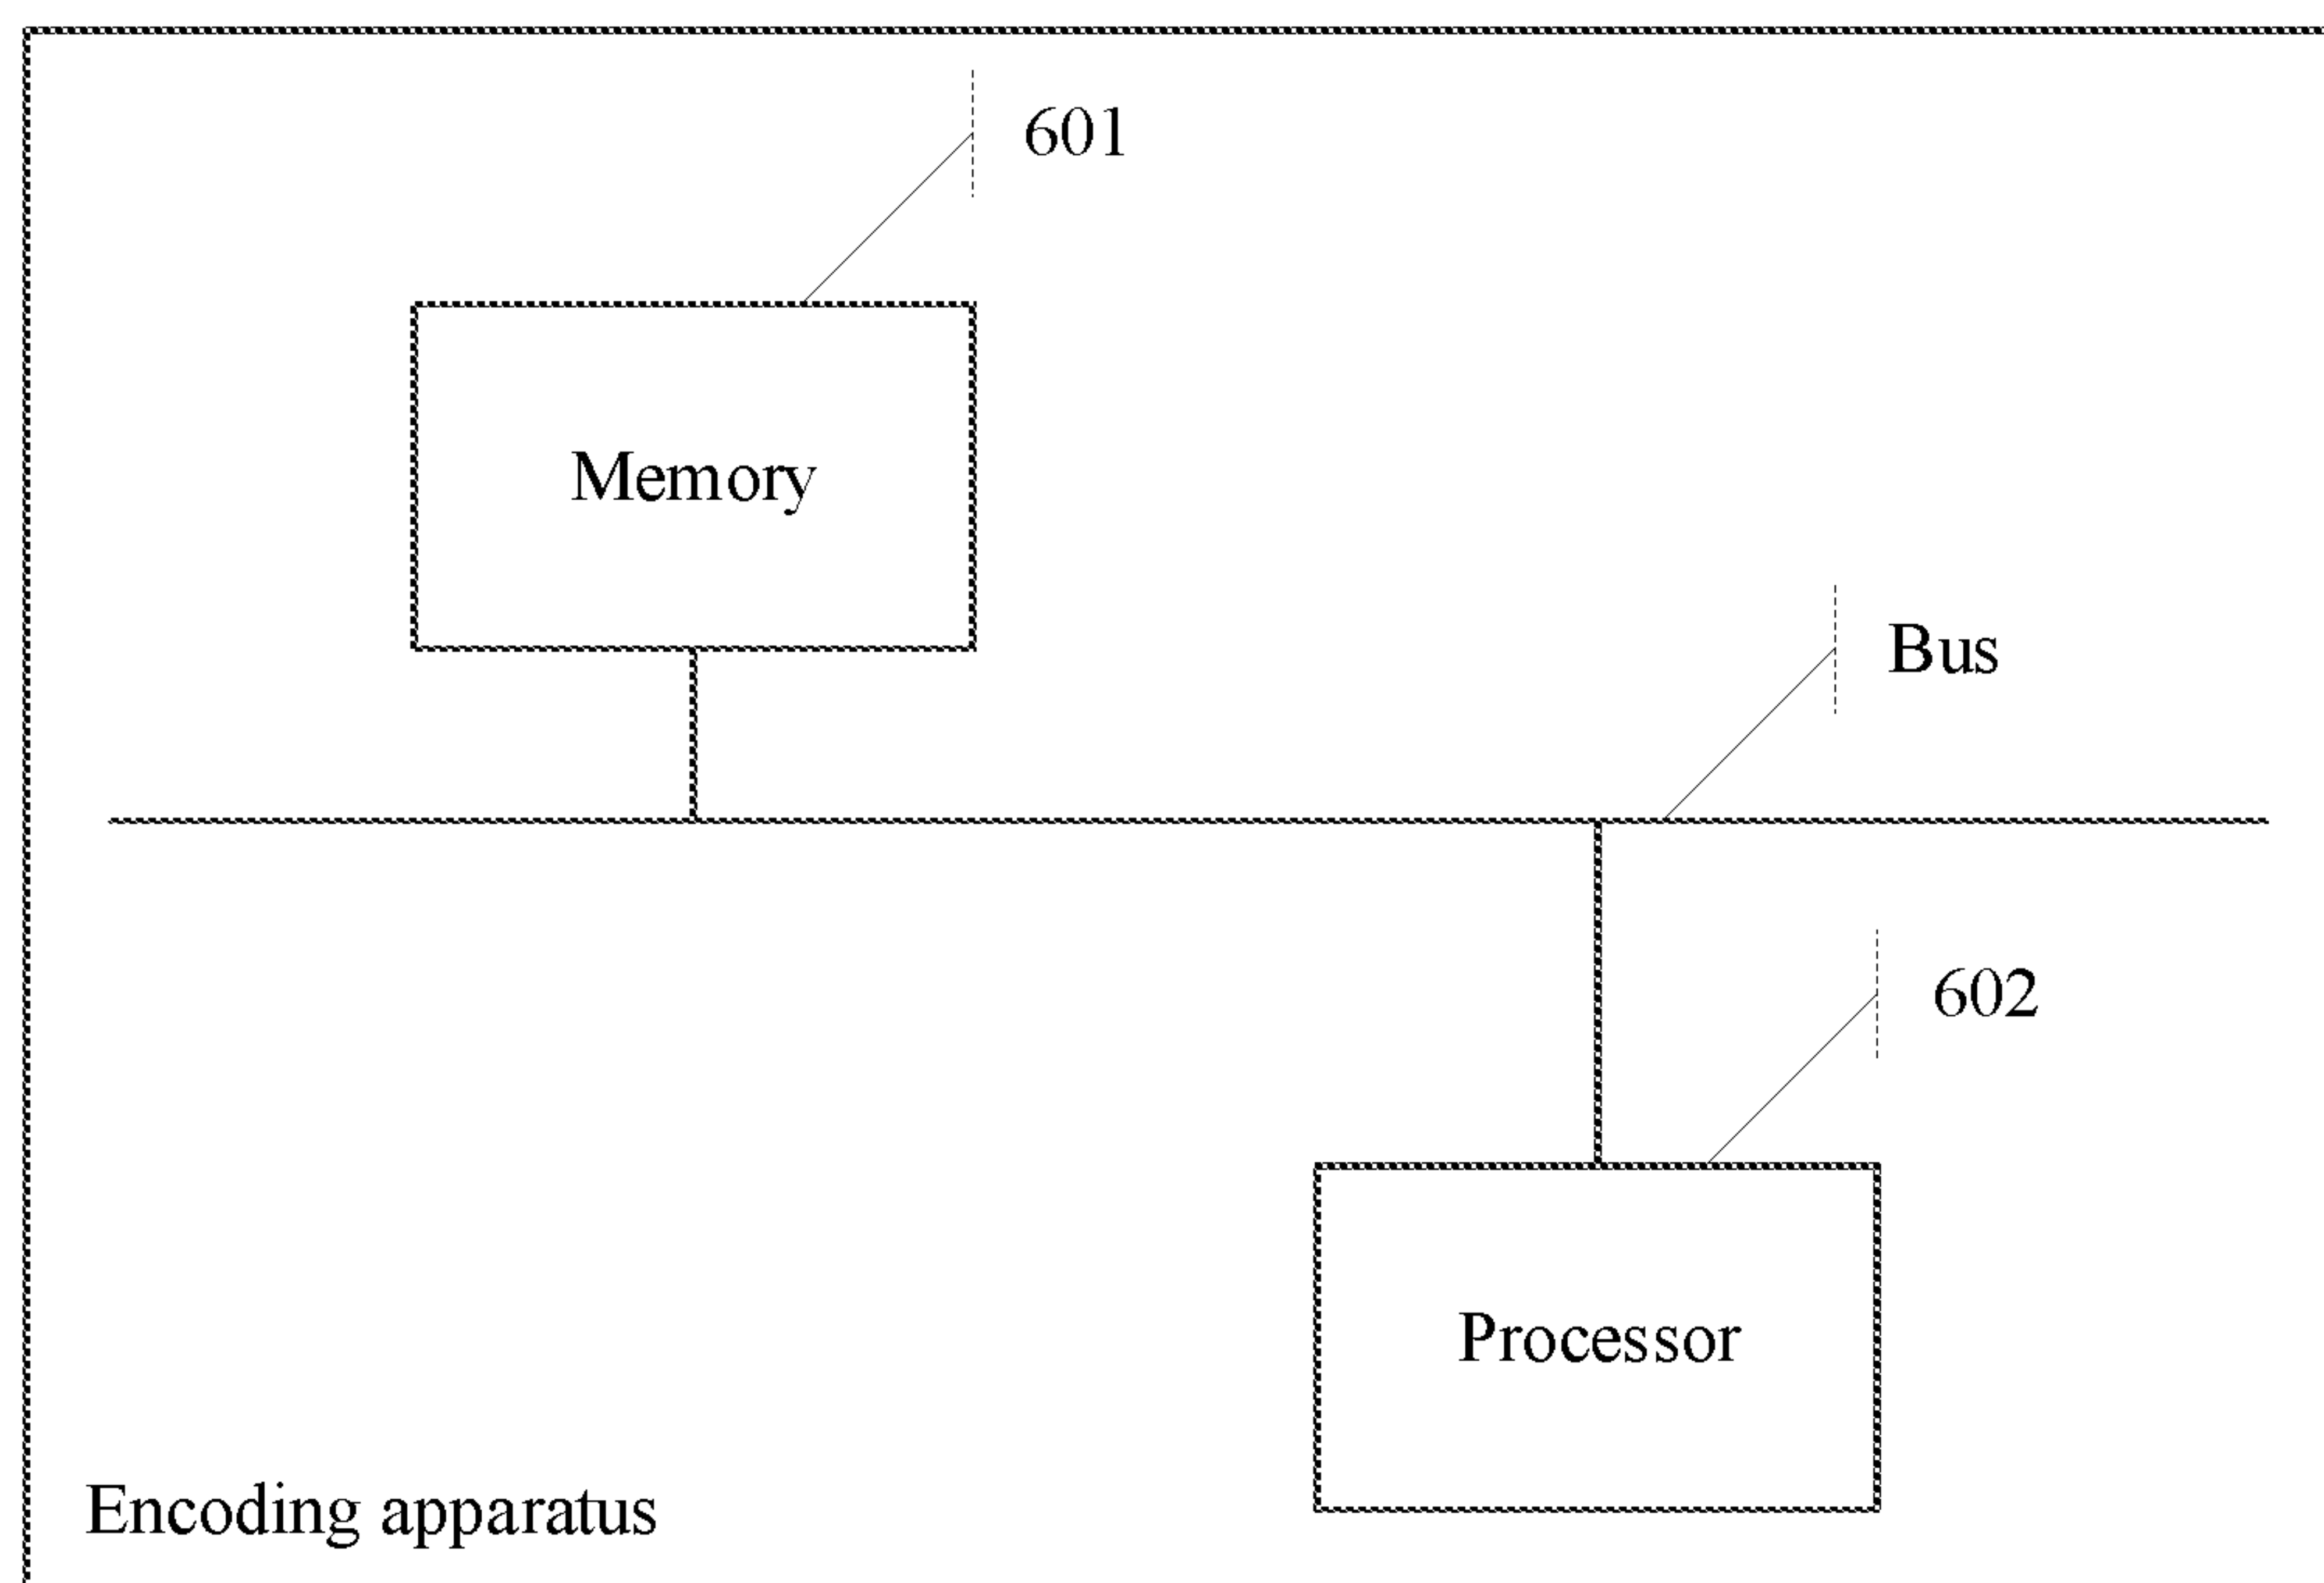 601
Memory
Bus
602
Processor
Encoding apparatus